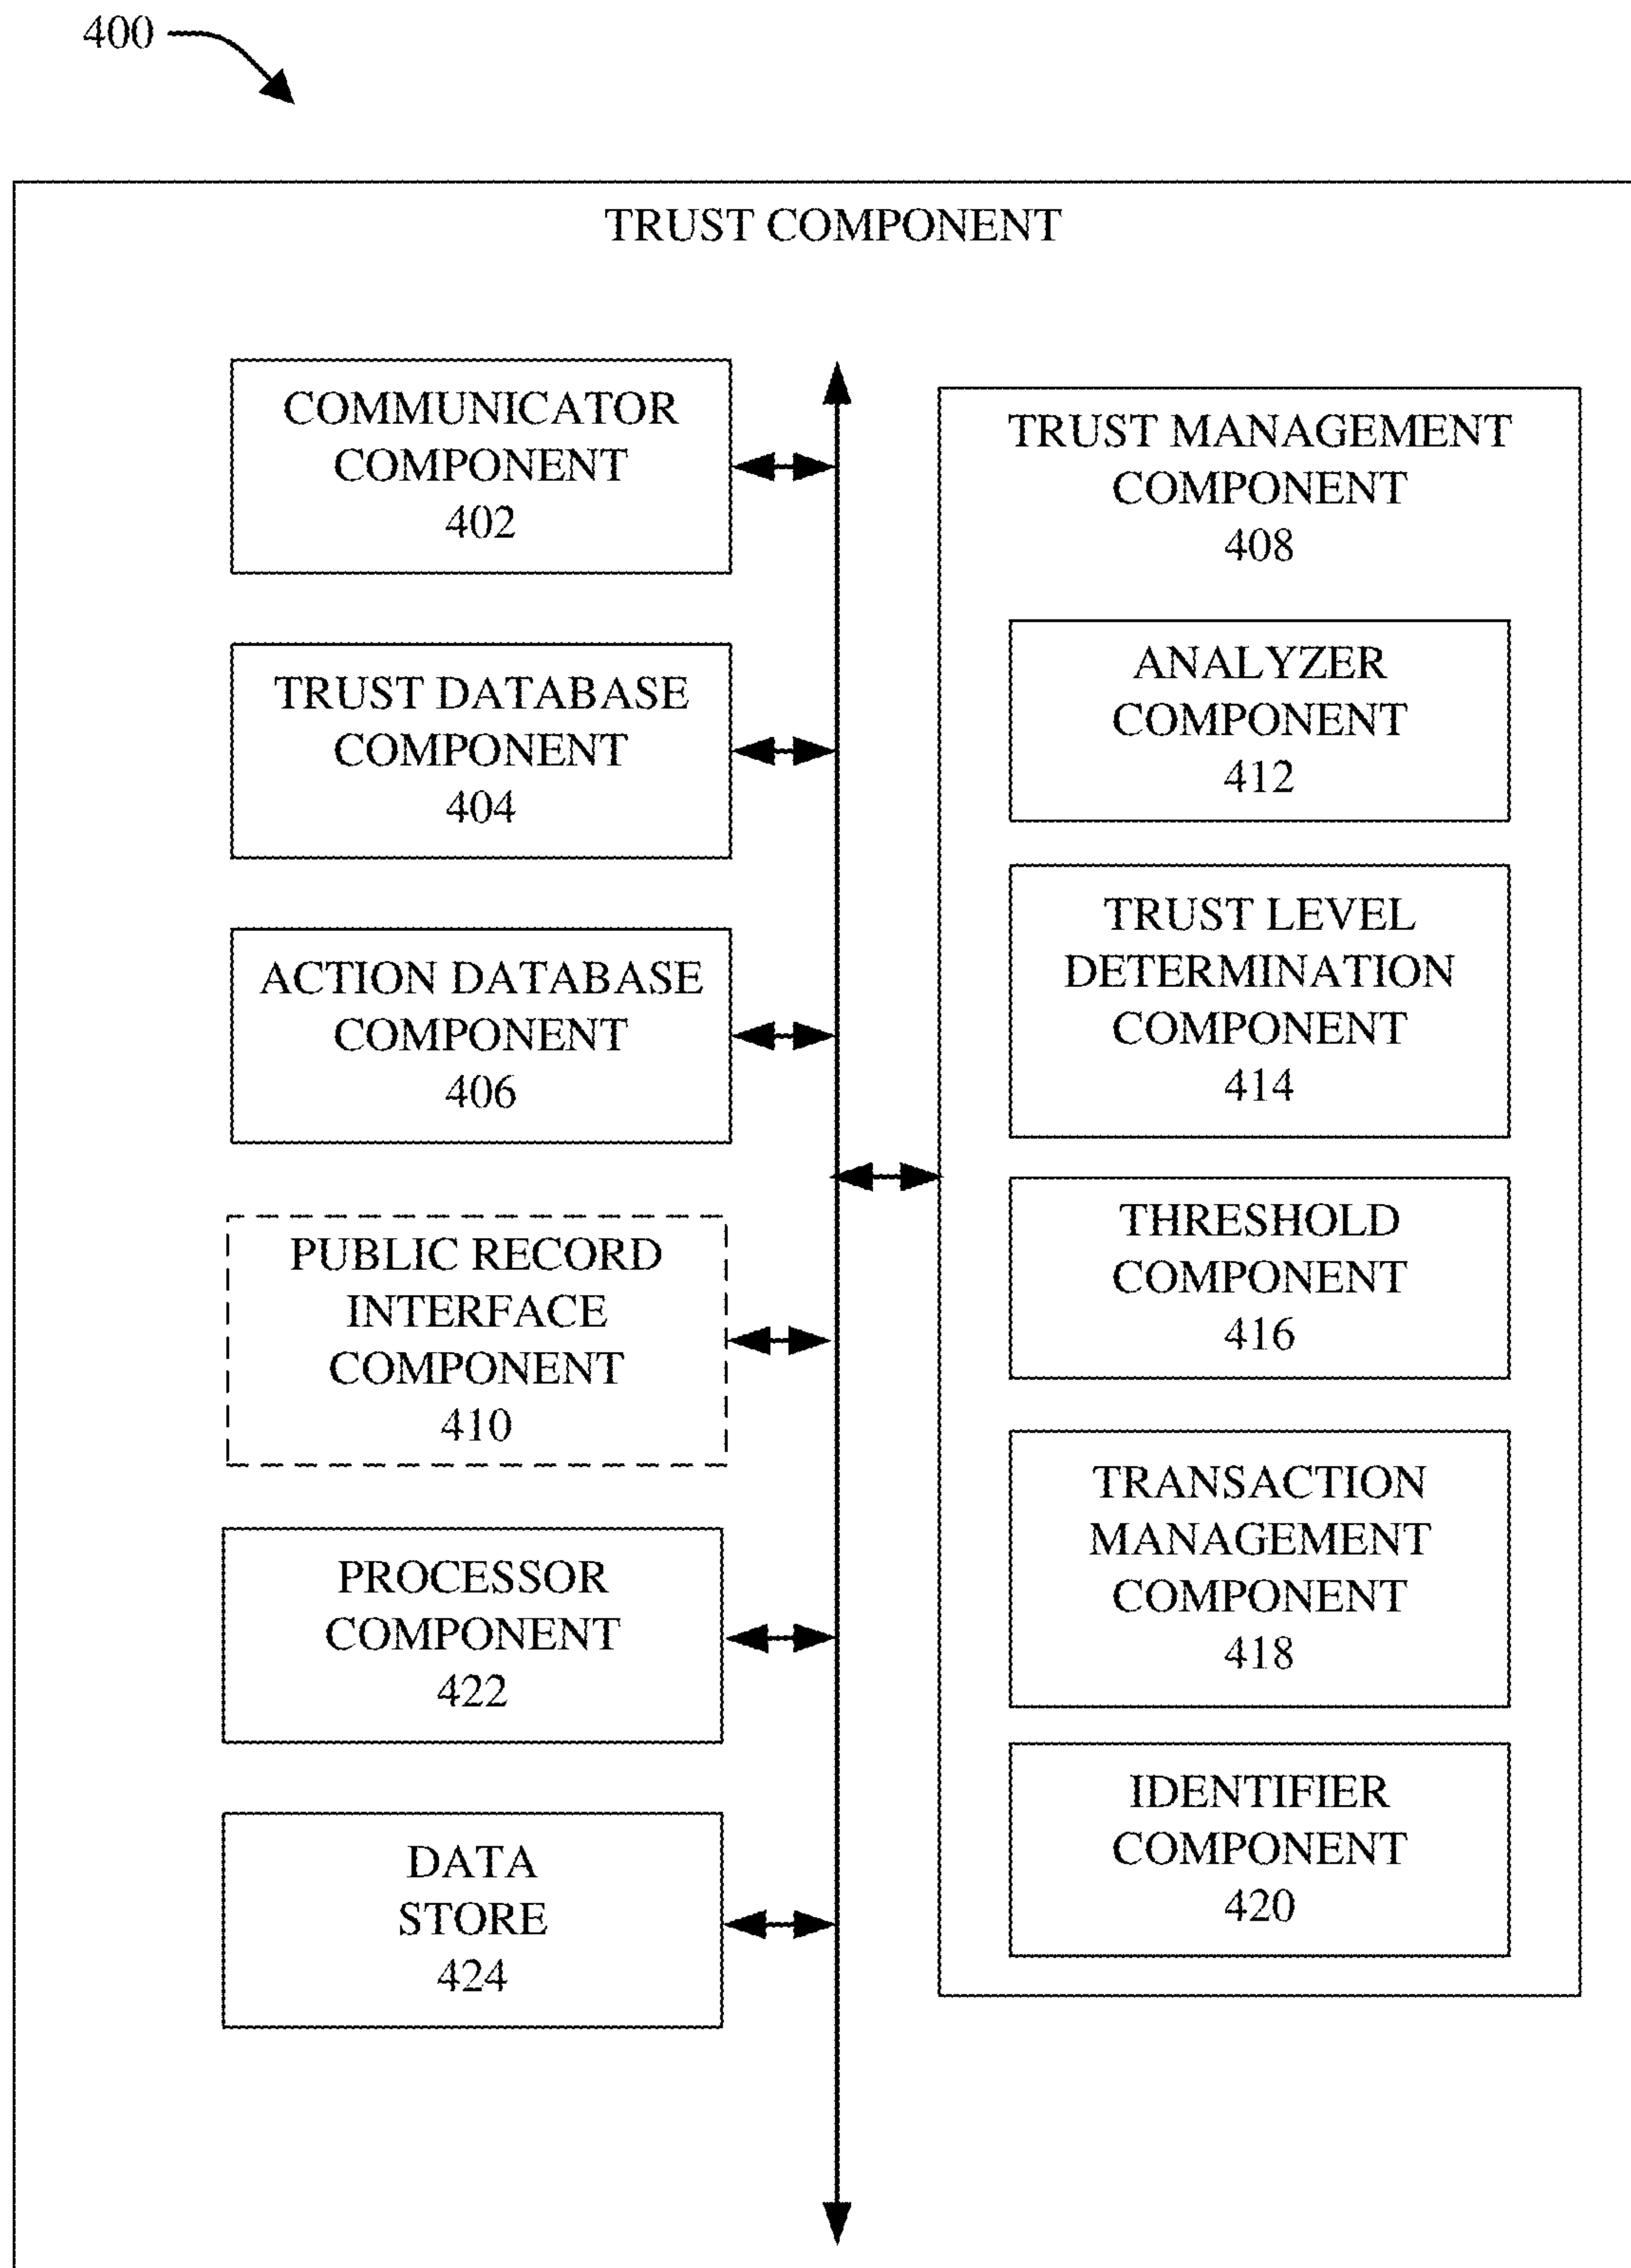 400
TRUST COMPONENT
COMMUNICATOR
COMPONENT
402
TRUST DATABASE
COMPONENT
404
ACTION DATABASE
COMPONENT
406
PUBLIC RECORD
INTERFACE
COMPONENT
410
PROCESSOR
COMPONENT
422
DATA
STORE
424
TRUST MANAGEMENT
COMPONENT
408
ANALYZER
COMPONENT
412
TRUST LEVEL
DETERMINATION
COMPONENT
414
THRESHOLD
COMPONENT
416
TRANSACTION
MANAGEMENT
COMPONENT
418
IDENTIFIER
COMPONENT
420